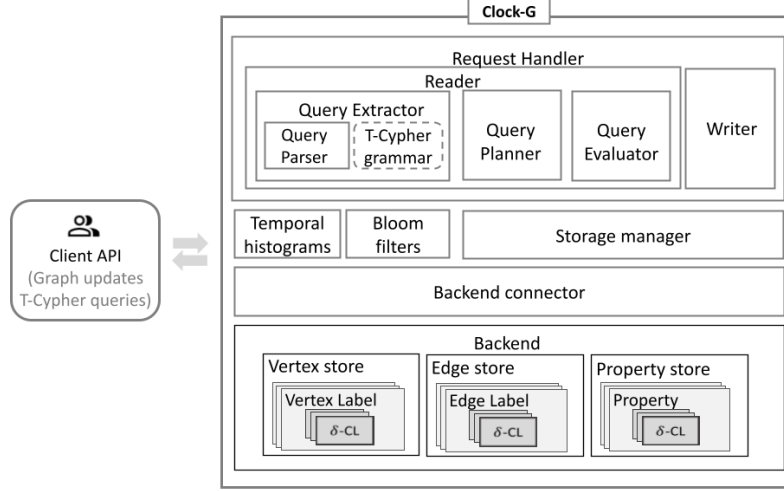 Clock-G
Request Handler
Reader
Query Extractor
Query
Parser
T-Cypher
grammar
Query
Planner
Query
Evaluator
Writer
Client API
(Graph updates
T-Cypher queries)
Temporal
histograms
Bloom
filters
Storage manager
Backend connector
Backend
Vertex store
Vertex Label
δ-CL
Edge store
Edge Label
δ-CL
Property store
Property
δ-CL